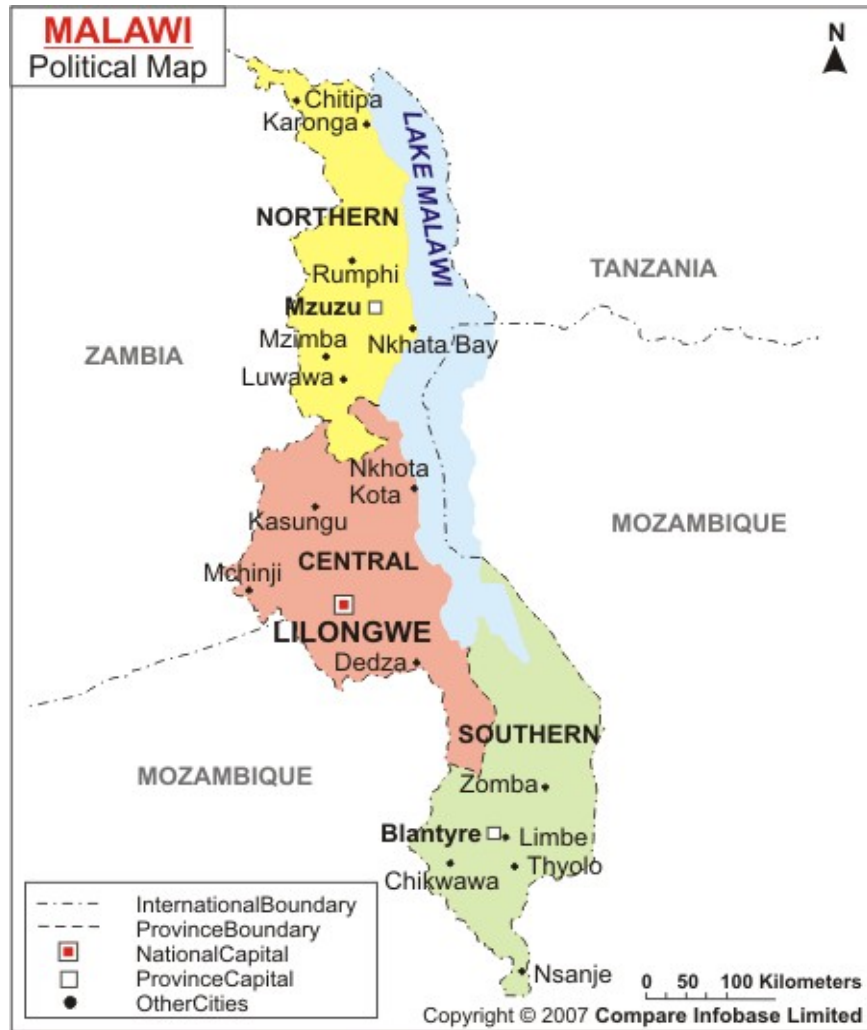 MALAWI
Political Map
N
Chitipa
Karonga
LAKE MALAWI
NORTHERN
TANZANIA
Rumphi
Mzuzu
Nkhata Bay
Mzimba
ZAMBIA
Luwawa
Nkhota
Kota
Kasungu
MOZAMBIQUE
CENTRAL
Mchinji
LILONGWE
Dedza
SOUTHERN
MOZAMBIQUE
Zomba
Blantyre
Limbe
Thyolo
Chikwawa
Nsanje
InternationalBoundary
ProvinceBoundary
NationalCapital
ProvinceCapital
OtherCities
0 50 100 Kilometers
Copyright © 2007 Compare Infobase Limited